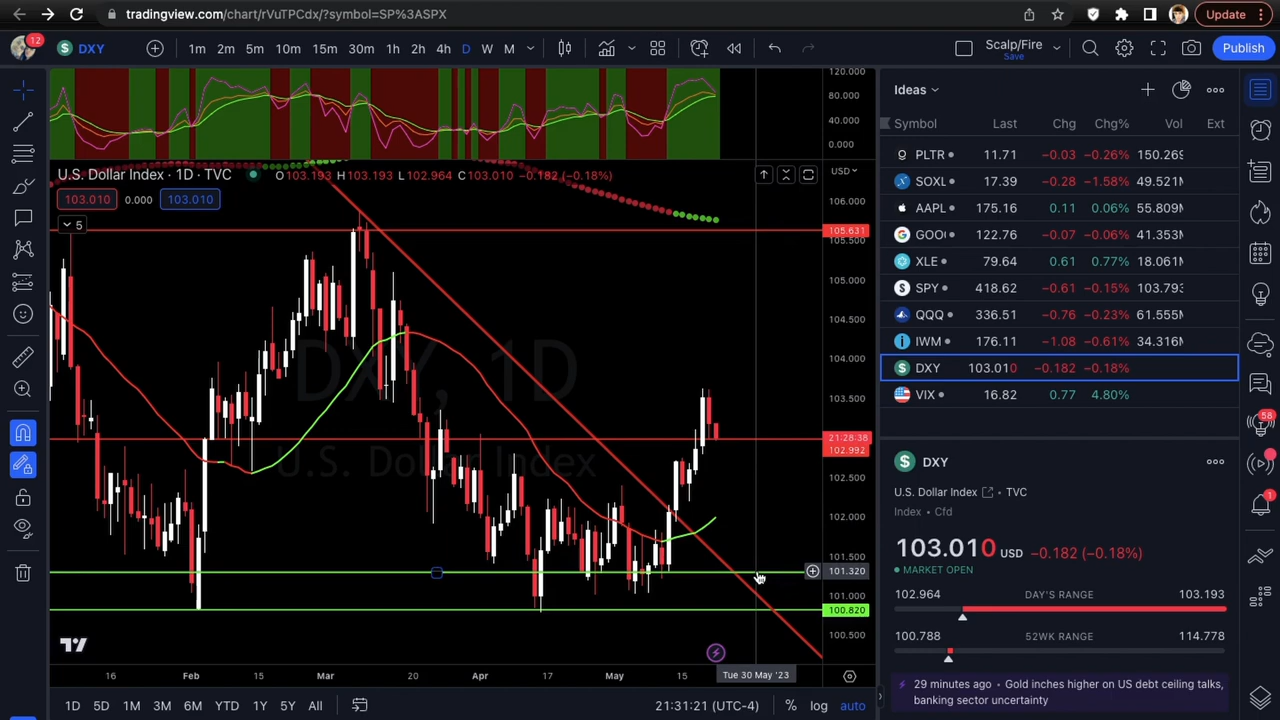 tradingview.com/chart/rVuTPCdx/?symbol=SP%3ASPX
Update
12
DXY
1m 2m 5m 10m 15m 30m 1h 2h 4h D W M
Scalp/Fire
Save
Publish
120.000
80.000
40.000
0.000
U.S. Dollar Index · 1D · TVC
O103.193 H103.193 L102.964 C103.010 −0.182 (−0.18%)
USD
103.010 0.000 103.010
5
106.000
105.631
105.500
105.000
104.500
104.000
103.500
21:28:38
102.992
102.500
102.000
101.500
101.320
101.000
100.820
100.500
DXY, 1D
U.S. Dollar Index
16 Feb 15 Mar 20 Apr 17 May 15
Tue 30 May '23
1D 5D 1M 3M 6M YTD 1Y 5Y All
21:31:21 (UTC-4)
% log auto
Ideas
Symbol Last Chg Chg% Vol Ext
PLTR 11.71 −0.03 −0.26% 150.269
SOXL 17.39 −0.28 −1.58% 49.521M
AAPL 175.16 0.11 0.06% 55.809M
GOO 122.76 −0.07 −0.06% 41.353M
XLE 79.64 0.61 0.77% 18.061M
SPY 418.62 −0.61 −0.15% 103.793
QQQ 336.51 −0.76 −0.23% 61.555M
IWM 176.11 −1.08 −0.61% 34.316M
DXY 103.010 −0.182 −0.18%
VIX 16.82 0.77 4.80%
DXY
U.S. Dollar Index • TVC
Index • Cfd
103.010 USD −0.182 (−0.18%)
MARKET OPEN
102.964 DAY'S RANGE 103.193
100.788 52WK RANGE 114.778
29 minutes ago • Gold inches higher on US debt ceiling talks,
banking sector uncertainty
58
1